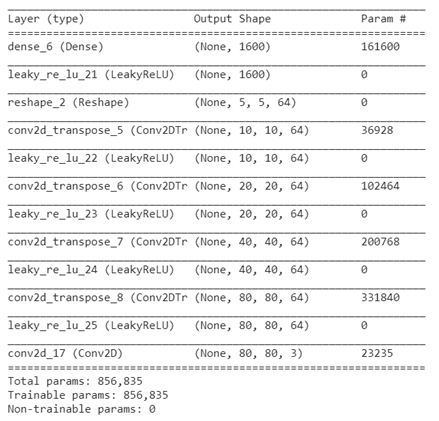 Layer (type) Output Shape Param #
dense_6 (Dense) (None, 1600) 161600
leaky_re_lu_21 (LeakyReLU) (None, 1600) 0
reshape_2 (Reshape) (None, 5, 5, 64) 0
conv2d_transpose_5 (Conv2DTr (None, 10, 10, 64) 36928
leaky_re_lu_22 (LeakyReLU) (None, 10, 10, 64) 0
conv2d_transpose_6 (Conv2DTr (None, 20, 20, 64) 102464
leaky_re_lu_23 (LeakyReLU) (None, 20, 20, 64) 0
conv2d_transpose_7 (Conv2DTr (None, 40, 40, 64) 200768
leaky_re_lu_24 (LeakyReLU) (None, 40, 40, 64) 0
conv2d_transpose_8 (Conv2DTr (None, 80, 80, 64) 331840
leaky_re_lu_25 (LeakyReLU) (None, 80, 80, 64) 0
conv2d_17 (Conv2D) (None, 80, 80, 3) 23235
Total params: 856,835
Trainable params: 856,835
Non-trainable params: 0